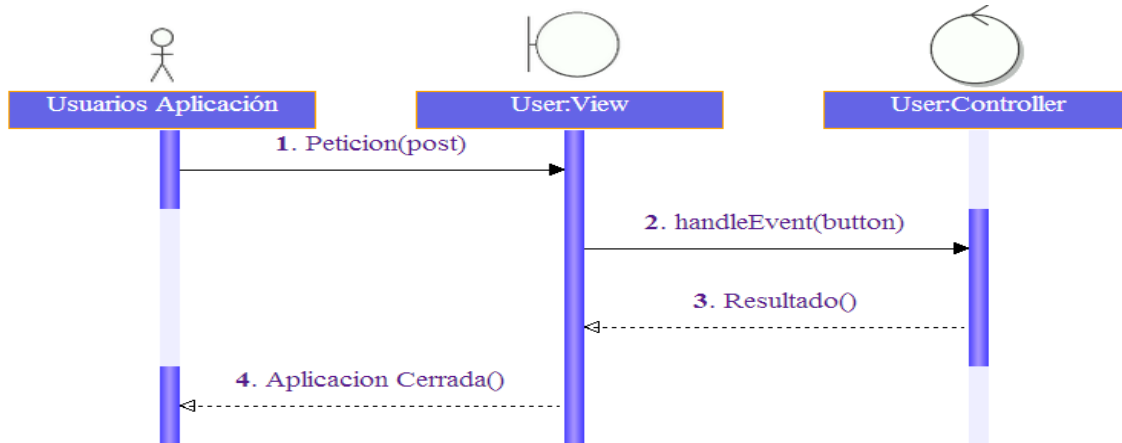 Usuarios Aplicación
User:View
User:Controller
1. Peticion(post)
2. handleEvent(button)
3. Resultado()
4. Aplicacion Cerrada()